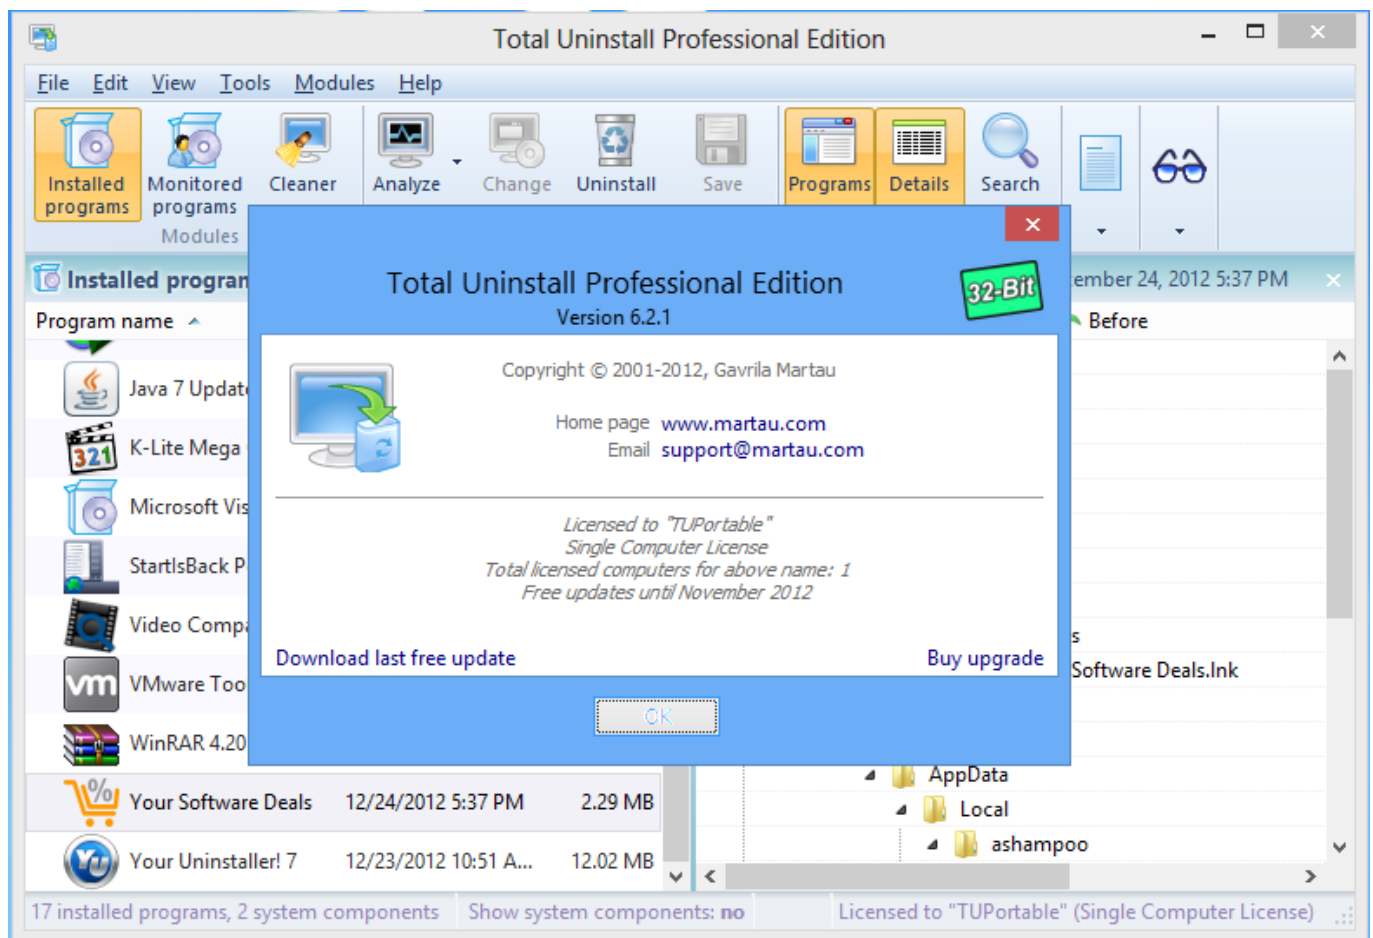 Total Uninstall Professional Edition
File Edit View Tools Modules Help
Installed programs
Monitored programs
Cleaner
Analyze
Change
Uninstall
Save
Programs
Details
Search
Modules
Installed progran
ember 24, 2012 5:37 PM
Program name
Before
Total Uninstall Professional Edition
32-Bit
Version 6.2.1
Copyright © 2001-2012, Gavrila Martau
Home page www.martau.com
Email support@martau.com
Licensed to "TUPortable"
Single Computer License
Total licensed computers for above name: 1
Free updates until November 2012
Download last free update
Buy upgrade
OK
Java 7 Updat
321
K-Lite Mega
Microsoft Vis
StartIsBack P
Video Comp
s
Software Deals.lnk
vm
VMware Too
WinRAR 4.20
%
Your Software Deals 12/24/2012 5:37 PM 2.29 MB
YU
Your Uninstaller! 7 12/23/2012 10:51 A... 12.02 MB
AppData
Local
ashampoo
17 installed programs, 2 system components
Show system components: no
Licensed to "TUPortable" (Single Computer License)